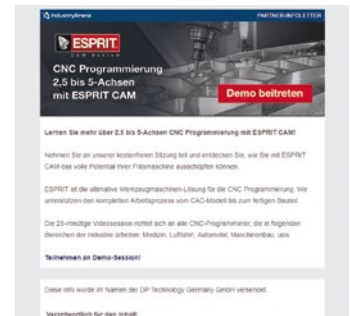 IndustryArena
PARTNER-INFOLETTER
ESPRIT
CAM System
CNC Programmierung
2,5 bis 5-Achsen
mit ESPRIT CAM
Demo beitreten
Lernen Sie mehr über 2,5 bis 5-Achsen CNC Programmierung mit ESPRIT CAM!
Nehmen Sie an unserer kostenfreien Sitzung teil und entdecken Sie, wie Sie mit ESPRIT
CAM das volle Potential Ihrer Fräsmaschine ausschöpfen können.
ESPRIT ist die ultimative Werkzeugmaschinen-Lösung für die CNC Programmierung. Wir
unterstützen den kompletten Arbeitsprozess vom CAD-Modell bis zum fertigen Bauteil.
Die 25-minütige Videosession richtet sich an alle CNC-Programmierer, die in folgenden
Bereichen der Industrie arbeiten: Medizin, Luftfahrt, Automobil, Maschinenbau, usw.
Teilnehmen an Demo-Session!
Diese Info wurde im Namen der DP Technology Germany GmbH versendet.
Verantwortlich für den Inhalt: